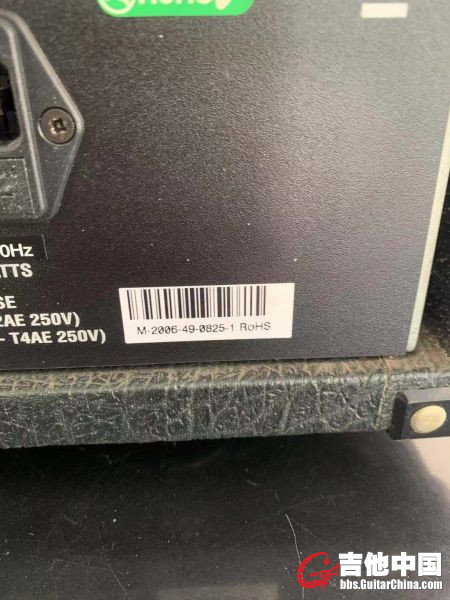 0Hz
TTS
SE
2AE 250V)
- T4AE 250V)
M-2006-49-0825-1 RoHS
吉他中国
bbs.GuitarChina.com